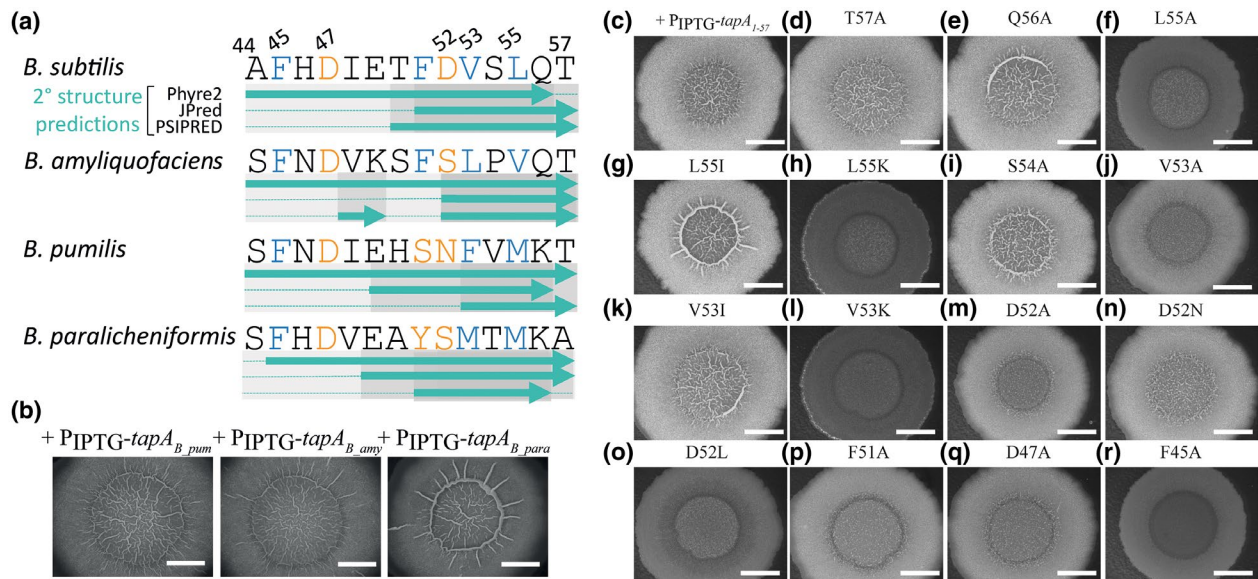 (a)
44 45 47 52 53 55 57
B. subtilis AFHDIETFDVSLQT
2° structure predictions
Phyre2
JPred
PSIPRED
B. amyliquofaciens SFNDVKSFSLPVQT
B. pumilis SFNDIEHSNFVMKT
B. paralicheniformis SFHDVEAYSMTMKA
(b)
+ PIPTG-tapAB_pum + PIPTG-tapAB_amy + PIPTG-tapAB_para
(c) + PIPTG-tapA1-57
(d) T57A
(e) Q56A
(f) L55A
(g) L55I
(h) L55K
(i) S54A
(j) V53A
(k) V53I
(l) V53K
(m) D52A
(n) D52N
(o) D52L
(p) F51A
(q) D47A
(r) F45A